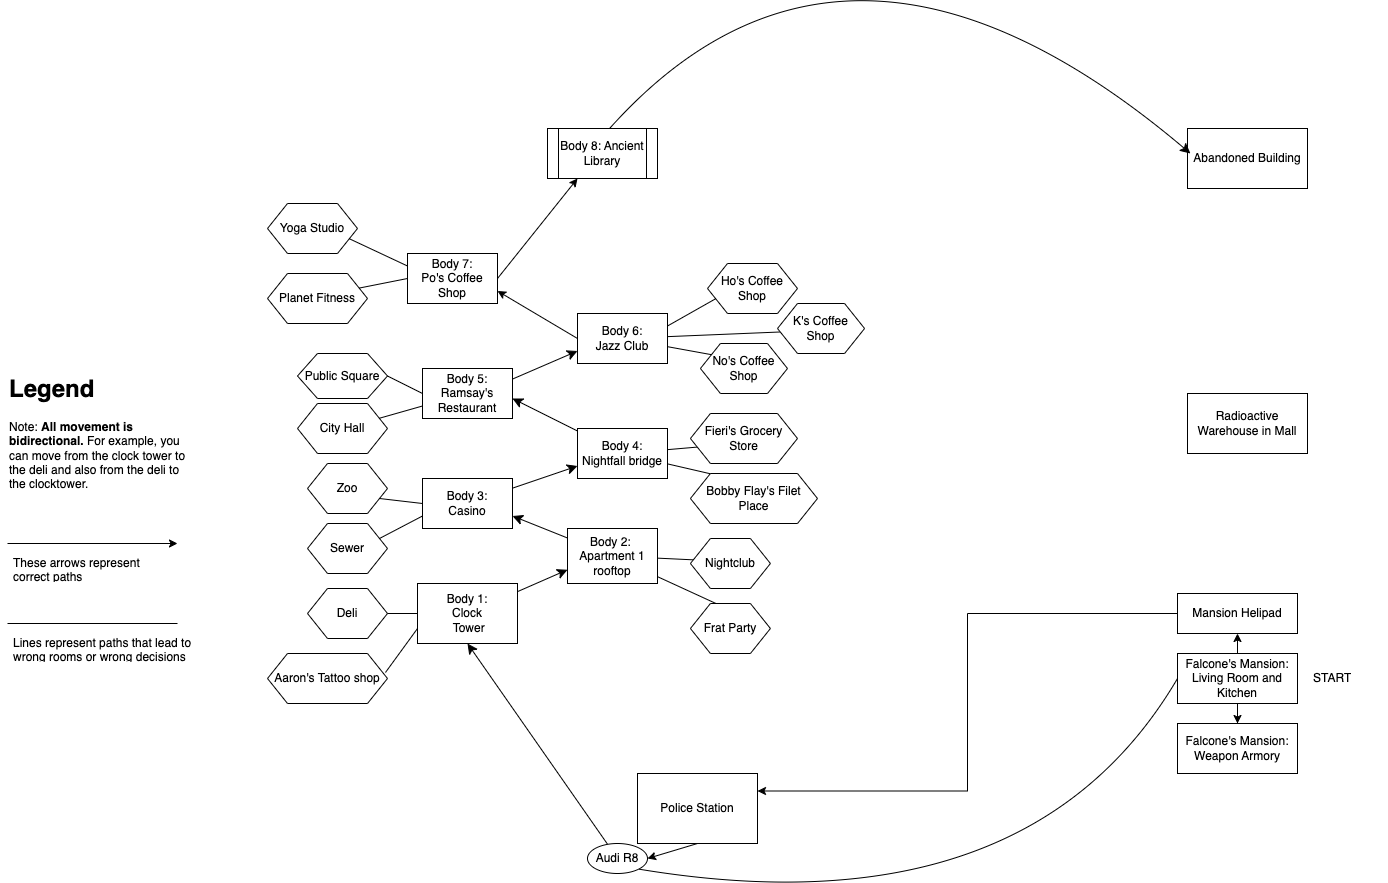 Body 8: Ancient
Library
Abandoned Building
Yoga Studio
Body 7:
Po's Coffee
Shop
Planet Fitness
Ho's Coffee
Shop
K's Coffee
Shop
Body 6:
Jazz Club
No's Coffee
Shop
Public Square
Body 5:
Ramsay's
Restaurant
City Hall
Legend
Note: All movement is
bidirectional. For example, you
can move from the clock tower to
the deli and also from the deli to
the clocktower.
Radioactive
Warehouse in Mall
Fieri's Grocery
Store
Body 4:
Nightfall bridge
Bobby Flay's Filet
Place
Zoo
Body 3:
Casino
Sewer
Body 2:
Apartment 1
rooftop
Nightclub
These arrows represent
correct paths
Deli
Body 1:
Clock
Tower
Frat Party
Mansion Helipad
Lines represent paths that lead to
wrong rooms or wrong decisions
Aaron's Tattoo shop
Falcone's Mansion:
Living Room and
Kitchen
START
Falcone's Mansion:
Weapon Armory
Police Station
Audi R8